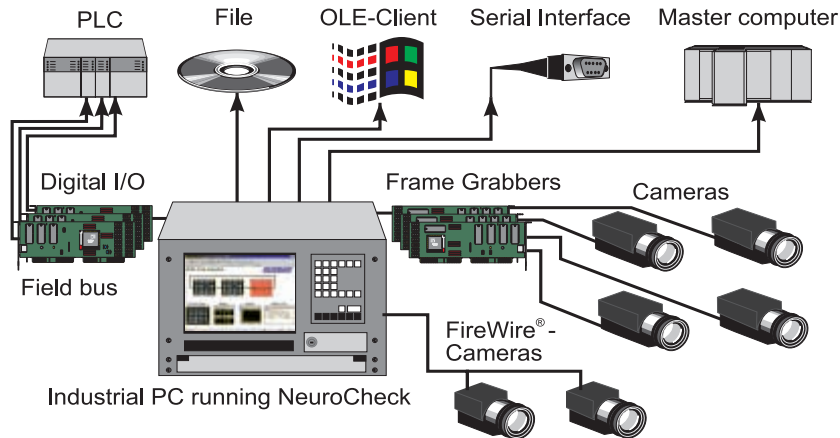 PLC
File
OLE-Client
Serial Interface
Master computer
Digital I/O
Frame Grabbers
Cameras
Field bus
FireWire® -
Cameras
Industrial PC running NeuroCheck